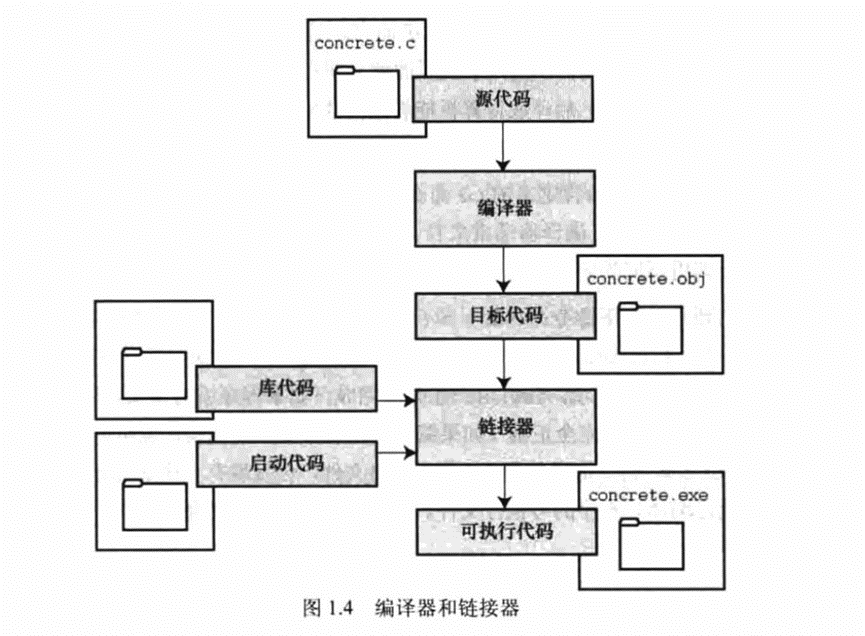 concrete.c
源代码
编译器
concrete.obj
目标代码
库代码
链接器
启动代码
concrete.exe
可执行代码
图 1.4 编译器和链接器